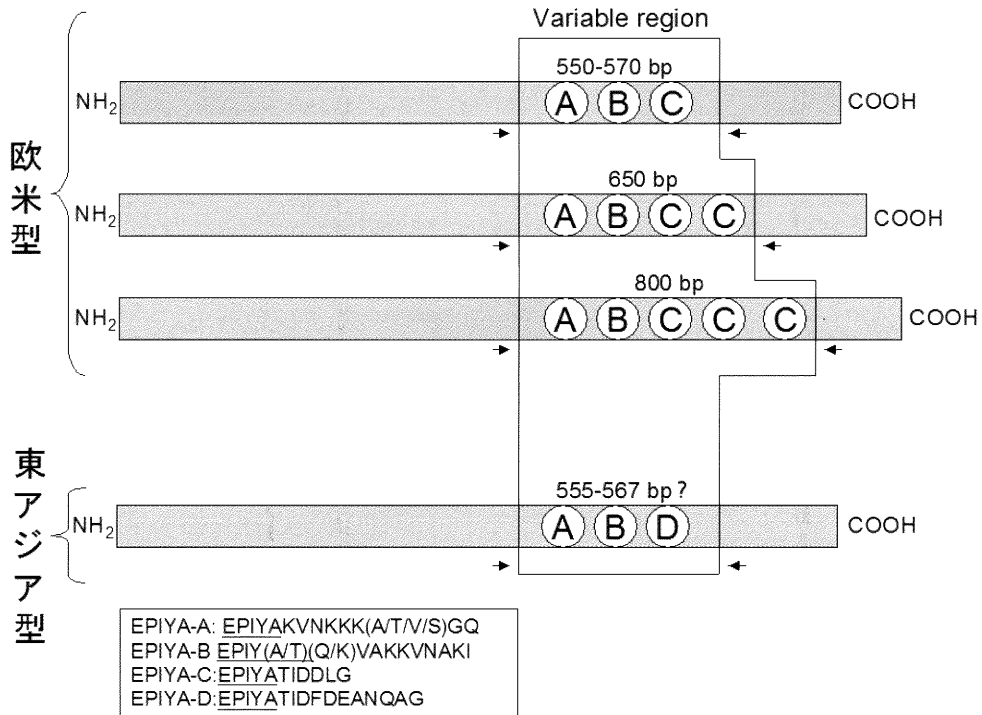 Variable region
550-570 bp
NH2 A B C COOH
欧米型
650 bp
NH2 A B C C COOH
800 bp
NH2 A B C C C COOH
東アジア型
555-567 bp ?
NH2 A B D COOH
EPIYA-A: EPIYAKVNKKK(A/T/V/S)GQ
EPIYA-B EPIY(A/T)(Q/K)VAKKVNAKI
EPIYA-C:EPIYATIDDLG
EPIYA-D:EPIYATIDFDEANQAG